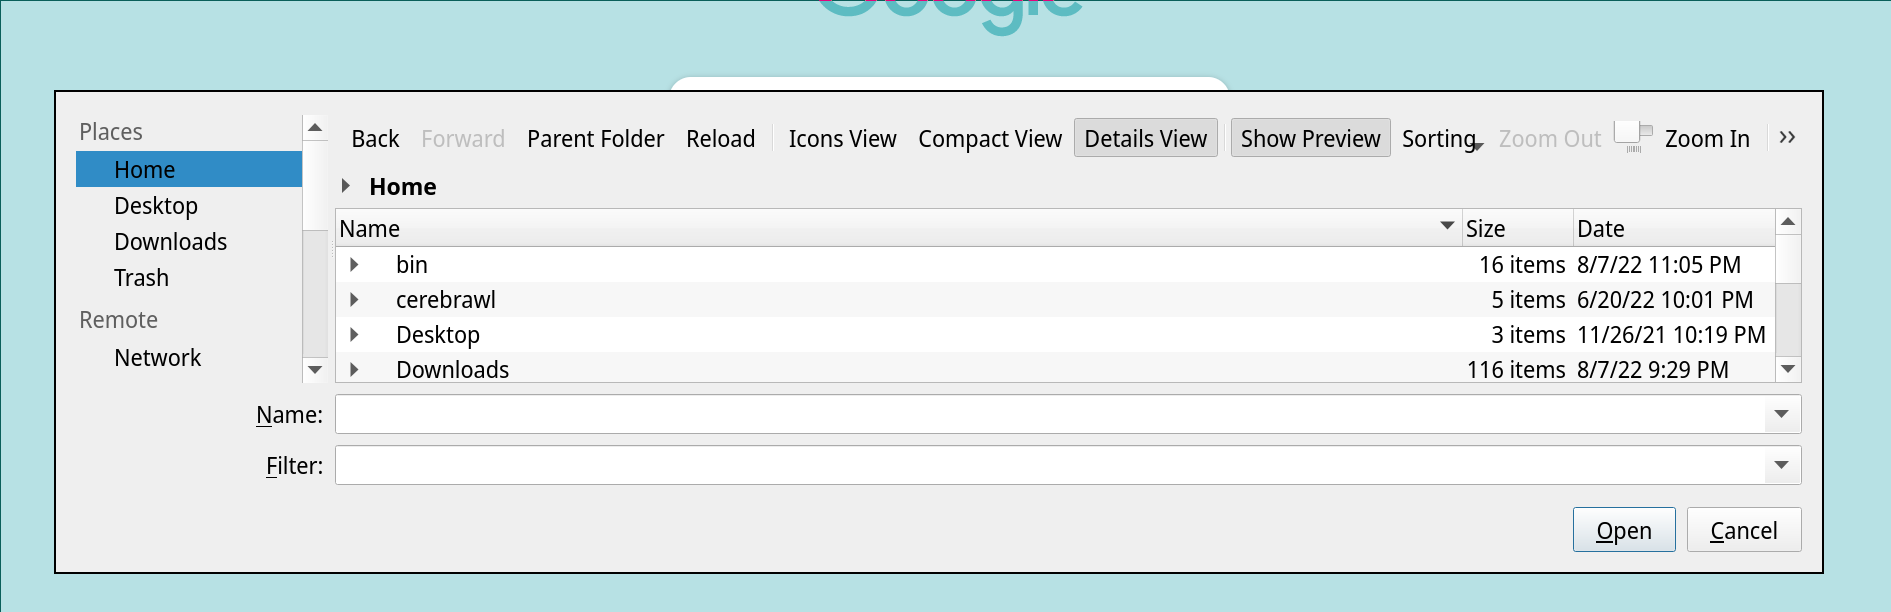 Google
Places
Home
Desktop
Downloads
Trash
Remote
Network
Back Forward Parent Folder Reload Icons View Compact View Details View Show Preview Sorting Zoom Out Zoom In »
Home
Name Size Date
bin 16 items 8/7/22 11:05 PM
cerebrawl 5 items 6/20/22 10:01 PM
Desktop 3 items 11/26/21 10:19 PM
Downloads 116 items 8/7/22 9:29 PM
Name:
Filter:
Open Cancel